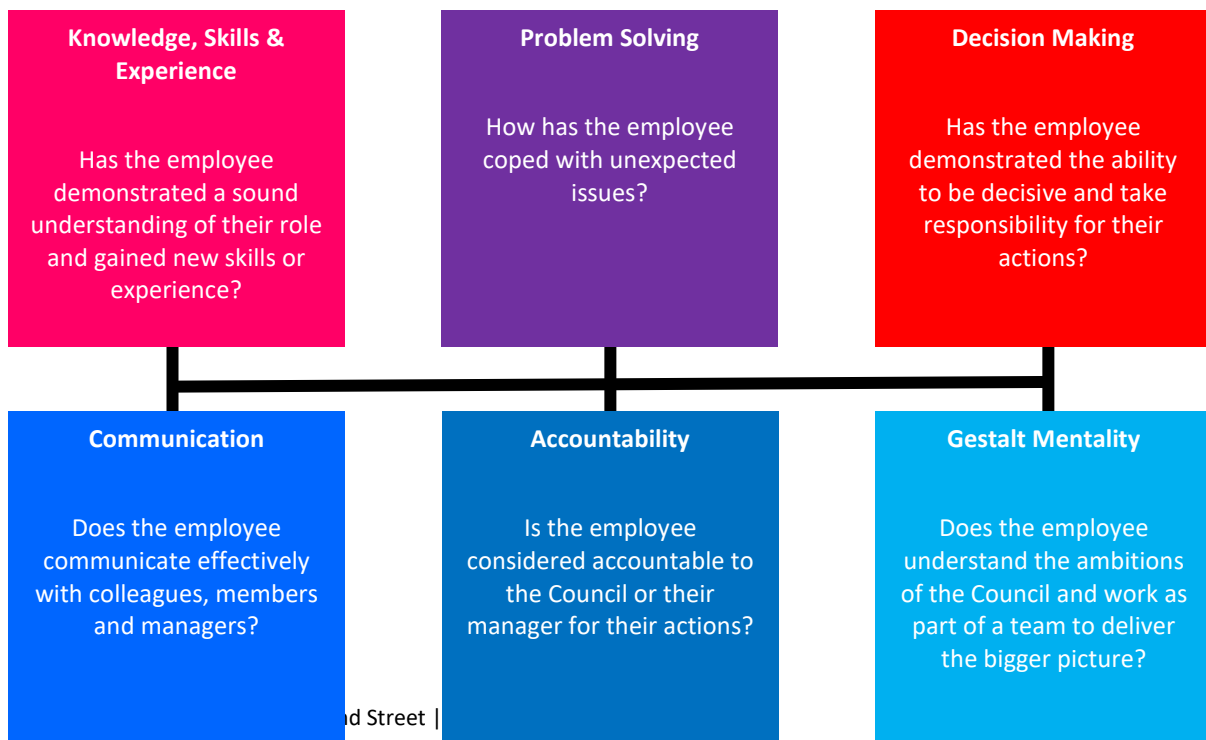 Knowledge, Skills &
Experience
Has the employee
demonstrated a sound
understanding of their role
and gained new skills or
experience?
Problem Solving
How has the employee
coped with unexpected
issues?
Decision Making
Has the employee
demonstrated the ability
to be decisive and take
responsibility for their
actions?
Communication
Does the employee
communicate effectively
with colleagues, members
and managers?
Accountability
Is the employee
considered accountable to
the Council or their
manager for their actions?
Gestalt Mentality
Does the employee
understand the ambitions
of the Council and work as
part of a team to deliver
the bigger picture?
Street |